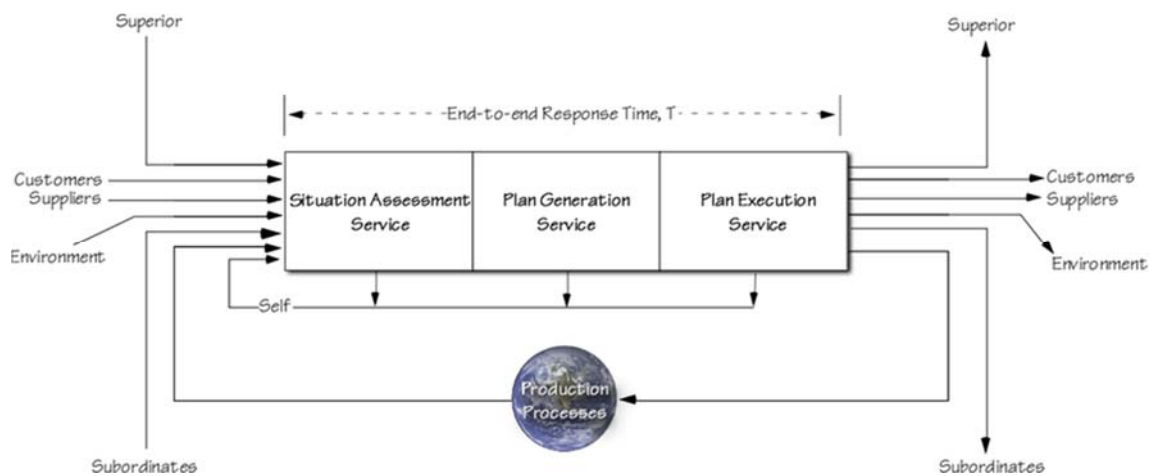 Superior
Superior
End-to-end Response Time, T
Customers
Suppliers
Environment
Situation Assessment
Service
Plan Generation
Service
Plan Execution
Service
Customers
Suppliers
Environment
Self
Production
Processes
Subordinates
Subordinates